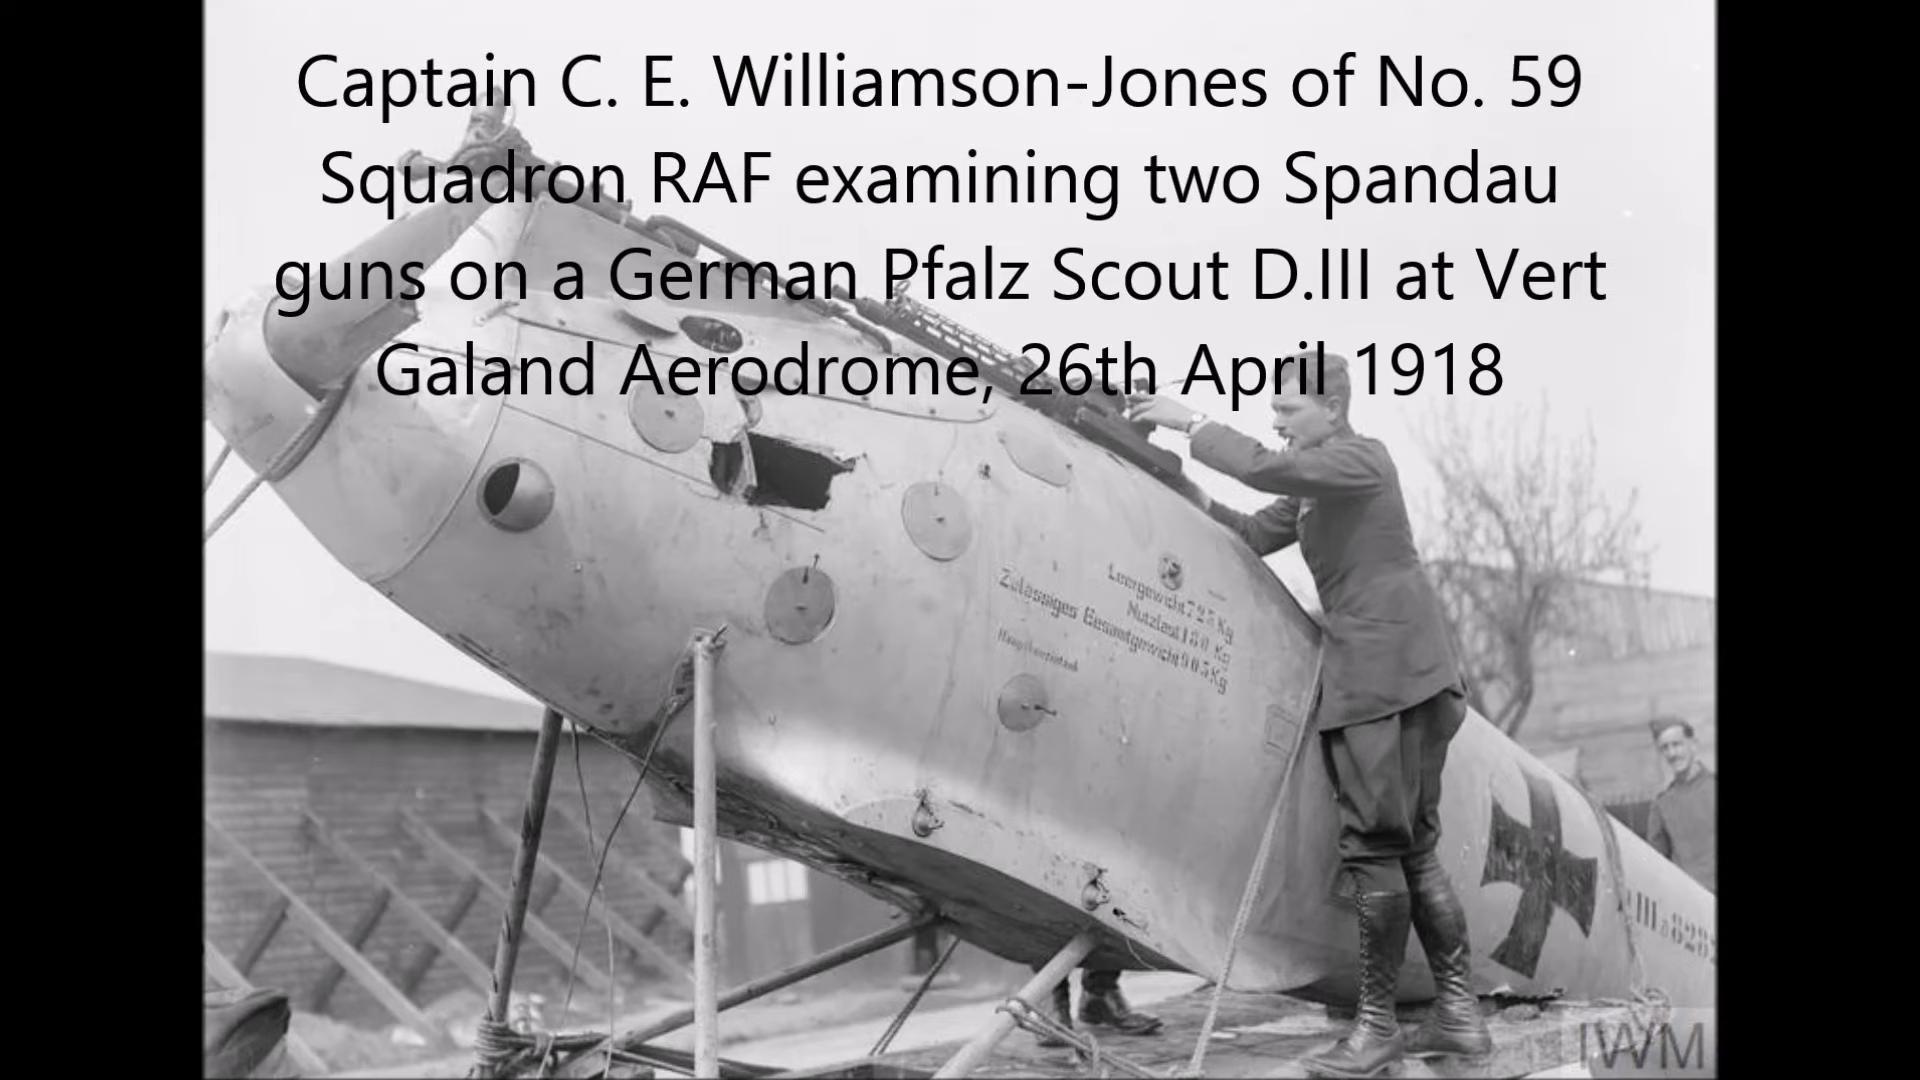 Captain C. E. Williamson-Jones of No. 59
Squadron RAF examining two Spandau
guns on a German Pfalz Scout D.III at Vert
Galand Aerodrome, 26th April 1918
Leergewicht 725 Kg
Nutzlast 180 Kg
Zulässiges Gesamtgewicht 905 Kg
IWM